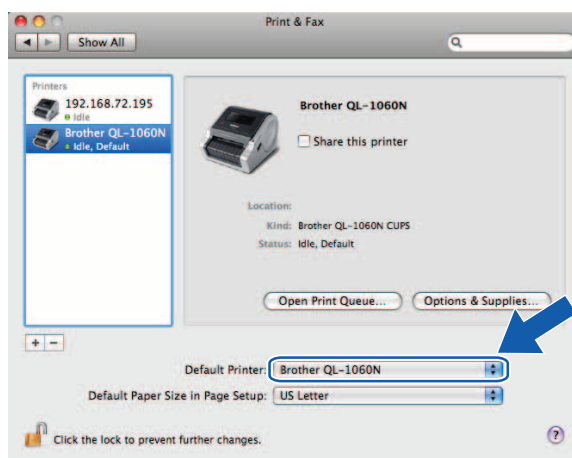 Print & Fax
Show All
Printers
192.168.72.195
Idle
Brother QL-1060N
Idle, Default
Brother QL-1060N
Share this printer
Location:
Kind: Brother QL-1060N CUPS
Status: Idle, Default
Open Print Queue...
Options & Supplies...
+ -
Default Printer: Brother QL-1060N
Default Paper Size in Page Setup: US Letter
Click the lock to prevent further changes.
?